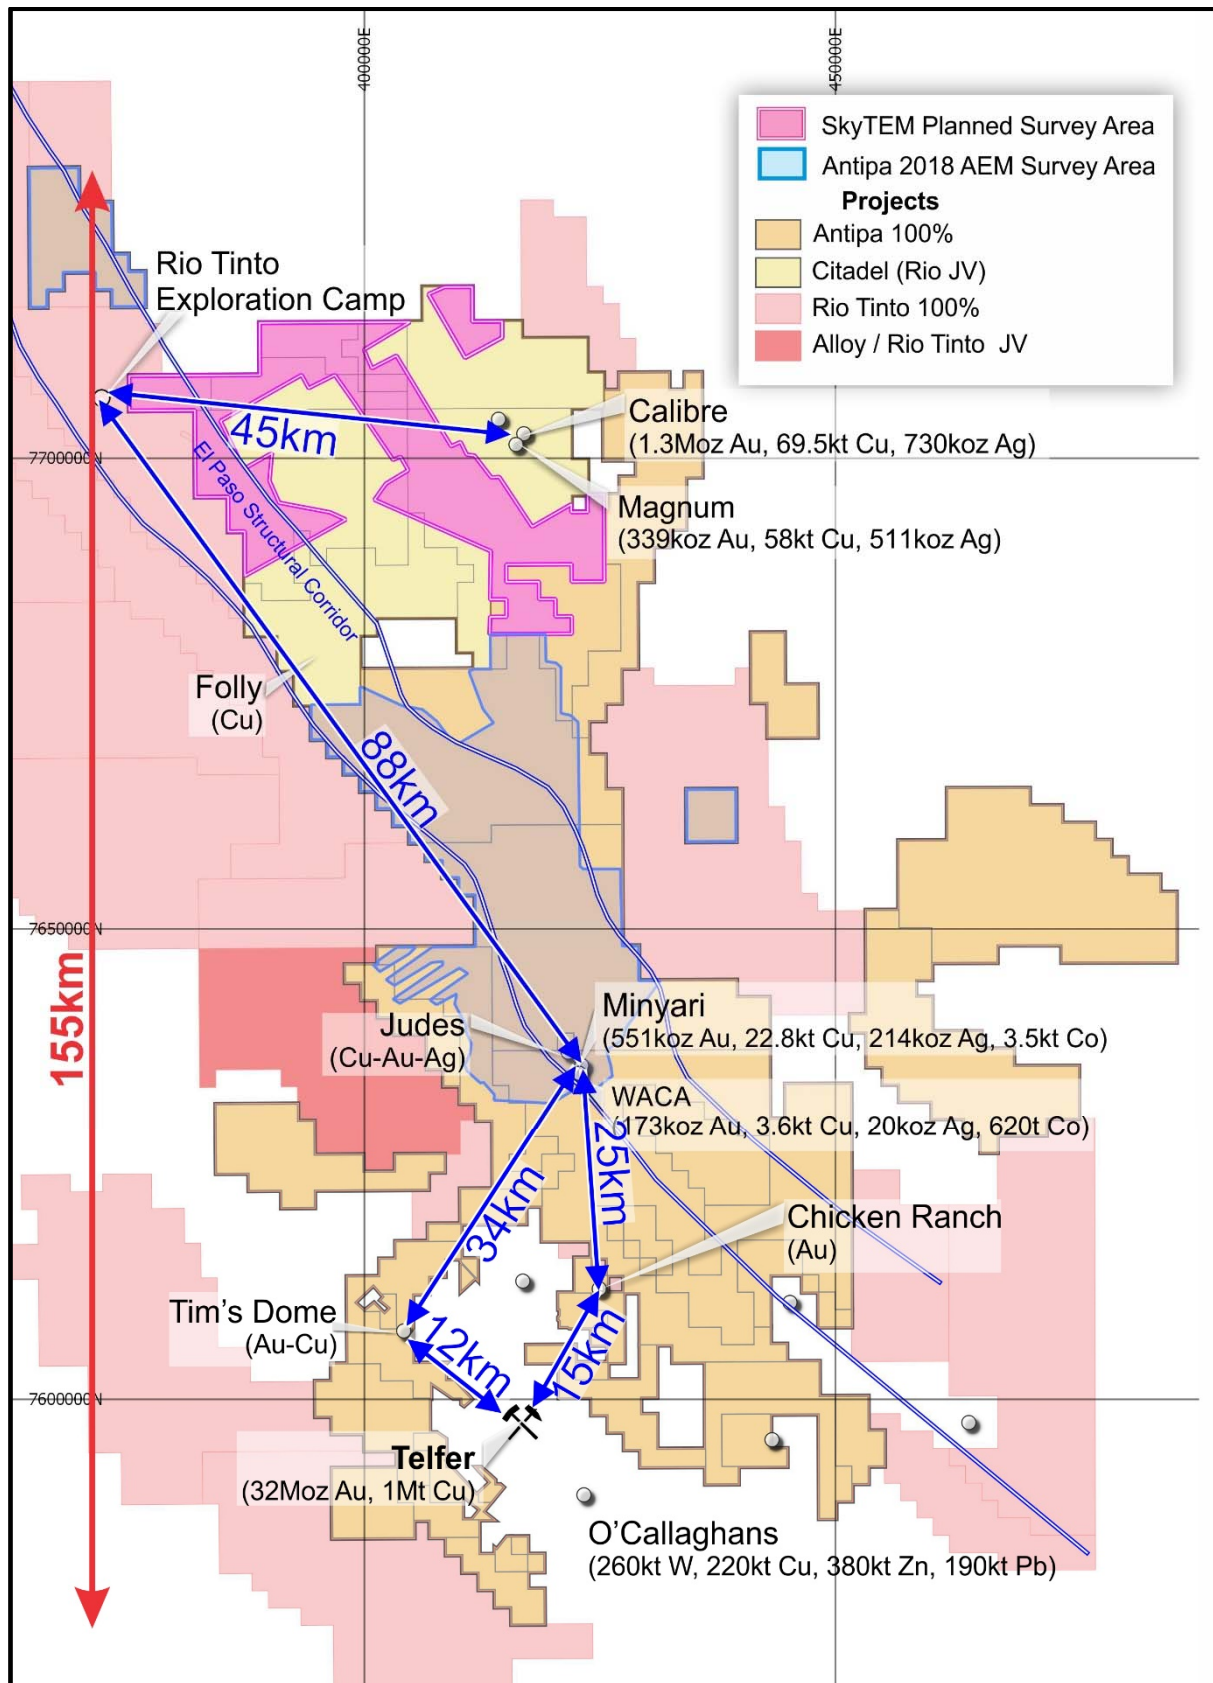 400000E
450000E
SkyTEM Planned Survey Area
Antipa 2018 AEM Survey Area
Projects
Antipa 100%
Citadel (Rio JV)
Rio Tinto 100%
Alloy / Rio Tinto JV
Rio Tinto
Exploration Camp
45km
Calibre
(1.3Moz Au, 69.5kt Cu, 730koz Ag)
7700000N
El Paso Structural Corridor
Magnum
(339koz Au, 58kt Cu, 511koz Ag)
Folly
(Cu)
88km
7650000N
155km
Judes
(Cu-Au-Ag)
Minyari
(551koz Au, 22.8kt Cu, 214koz Ag, 3.5kt Co)
WACA
(173koz Au, 3.6kt Cu, 20koz Ag, 620t Co)
25km
34km
Chicken Ranch
(Au)
Tim's Dome
(Au-Cu)
12km
15km
7600000N
Telfer
(32Moz Au, 1Mt Cu)
O'Callaghans
(260kt W, 220kt Cu, 380kt Zn, 190kt Pb)